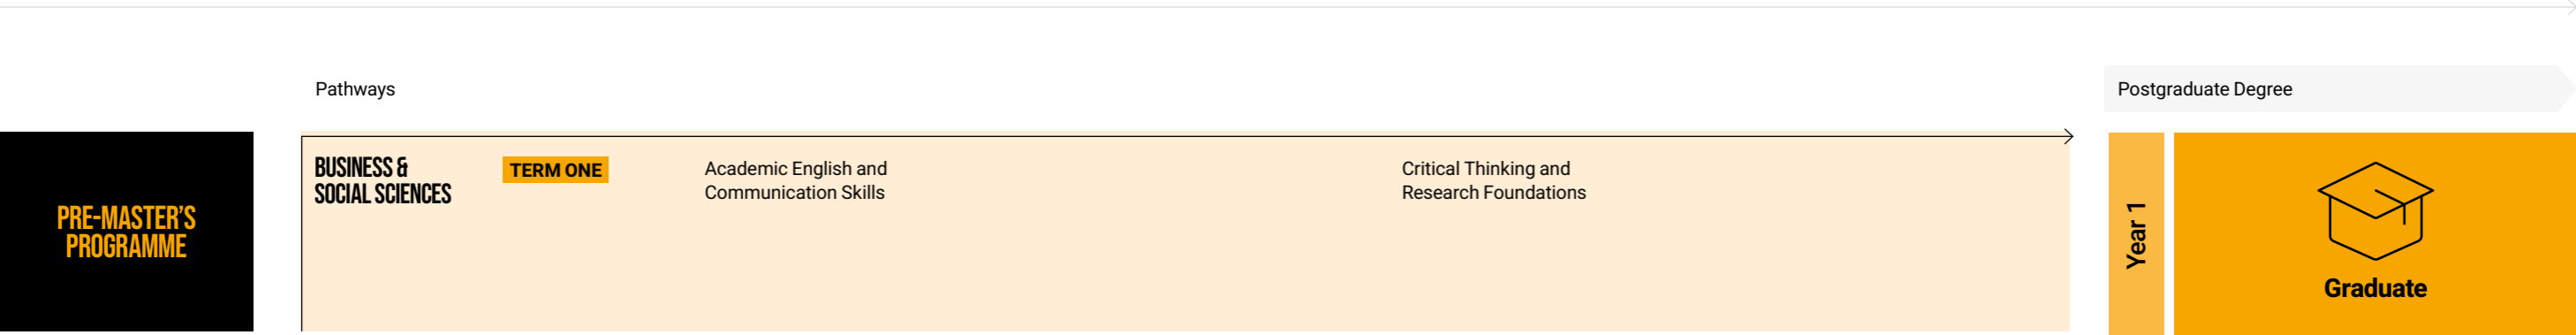 Pathways
Postgraduate Degree
PRE-MASTER'S
PROGRAMME
BUSINESS &
SOCIAL SCIENCES
TERM ONE
Academic English and
Communication Skills
Critical Thinking and
Research Foundations
Year 1
Graduate